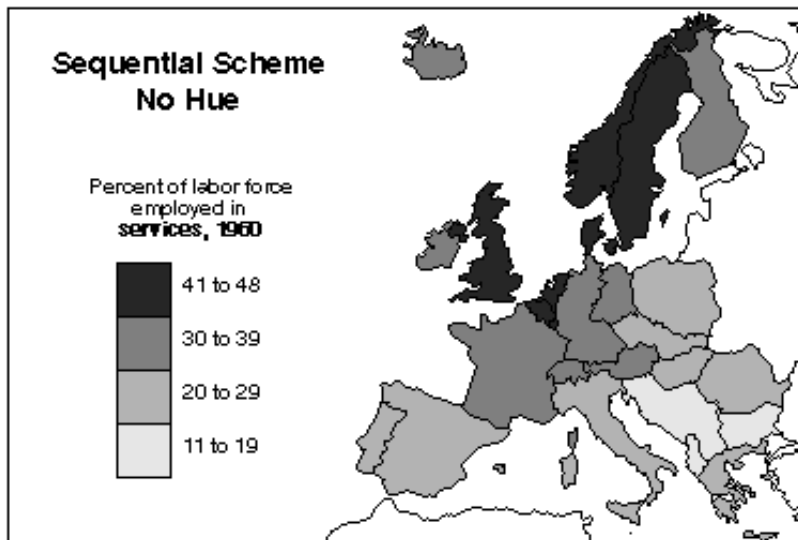 Sequential Scheme
No Hue
Percent of labor force
employed in
services, 1960
41 to 48
30 to 39
20 to 29
11 to 19